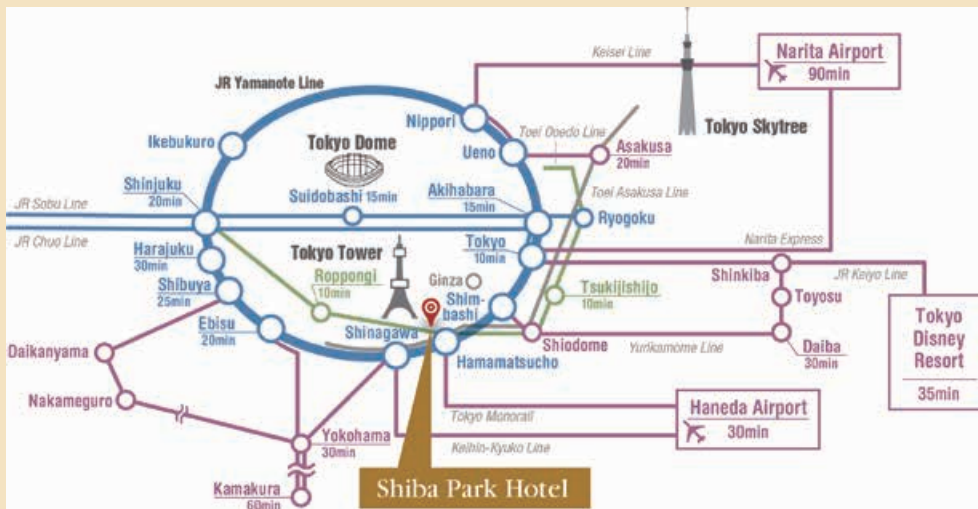 Keisei Line
Narita Airport
90min
JR Yamanote Line
Nippori
Tokyo Skytree
Toei Ooedo Line
Ikebukuro
Tokyo Dome
Ueno
Asakusa
20min
Shinjuku
20min
Suidobashi 15min
Akihabara
15min
Toei Asakusa Line
JR Sobu Line
Ryogoku
JR Chuo Line
Harajuku
30min
Tokyo Tower
Tokyo
10min
Narita Express
Roppongi
10min
Ginza
Shinkiba
JR Keiyo Line
Shibuya
25min
Shim-
bashi
Tsukijishijo
10min
Toyosu
Ebisu
20min
Shinagawa
Hamamatsucho
Shiodome
Yurikamome Line
Daiba
30min
Tokyo
Disney
Resort
35min
Daikanyama
Nakameguro
Tokyo Monorail
Haneda Airport
30min
Yokohama
30min
Keihin-Kyuko Line
Kamakura
60min
Shiba Park Hotel